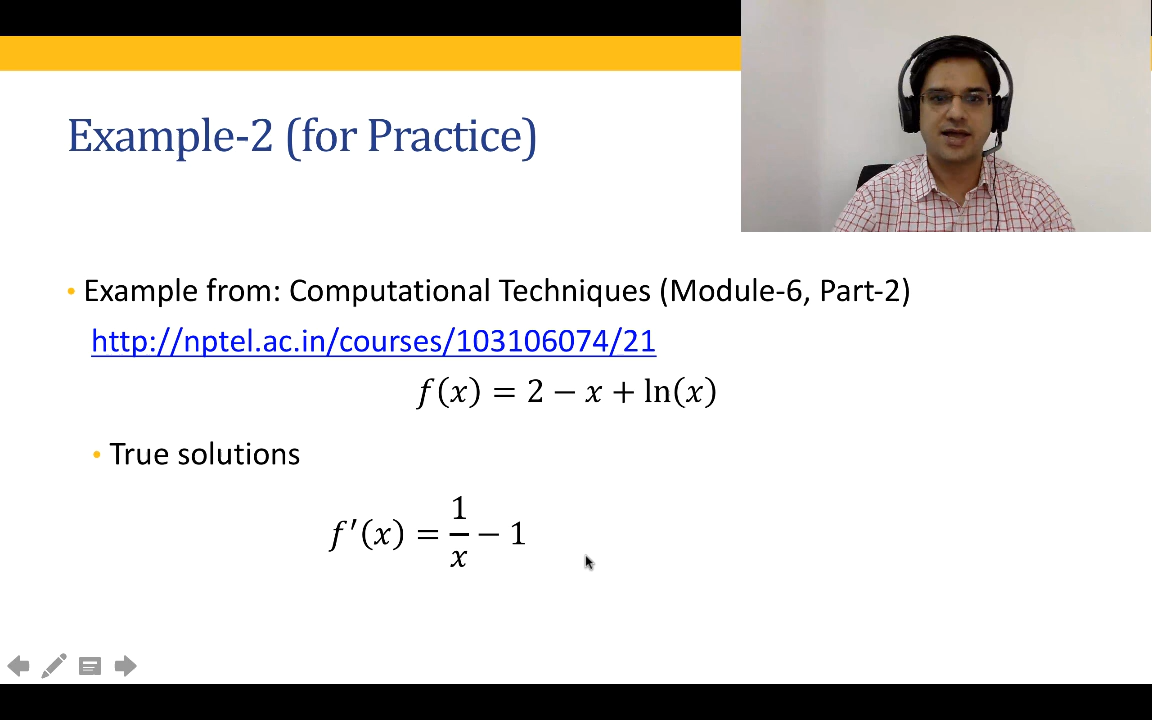 Example-2 (for Practice)
• Example from: Computational Techniques (Module-6, Part-2)
http://nptel.ac.in/courses/103106074/21
f(x) = 2 − x + ln(x)
• True solutions
f′(x) = 1/x − 1